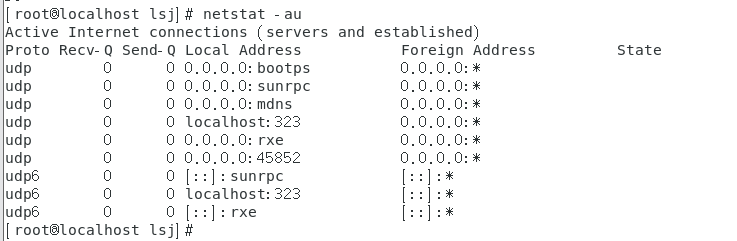 [root@localhost lsj]# netstat -au
Active Internet connections (servers and established)
Proto Recv-Q Send-Q Local Address           Foreign Address         State
udp        0      0 0.0.0.0:bootps          0.0.0.0:*
udp        0      0 0.0.0.0:sunrpc          0.0.0.0:*
udp        0      0 0.0.0.0:mdns            0.0.0.0:*
udp        0      0 localhost:323           0.0.0.0:*
udp        0      0 0.0.0.0:rxe             0.0.0.0:*
udp        0      0 0.0.0.0:45852           0.0.0.0:*
udp6       0      0 [::]:sunrpc             [::]:*
udp6       0      0 localhost:323           [::]:*
udp6       0      0 [::]:rxe                [::]:*
[root@localhost lsj]#